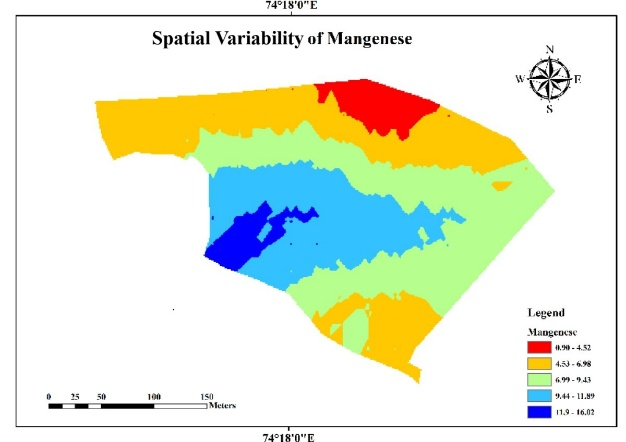 74°18'0"E
Spatial Variability of Mangenese
N
W E
S
Legend
Mangenese
0.90 - 4.52
4.53 - 6.98
6.99 - 9.43
9.44 - 11.89
11.9 - 16.02
0 25 50 100 150
Meters
74°18'0"E